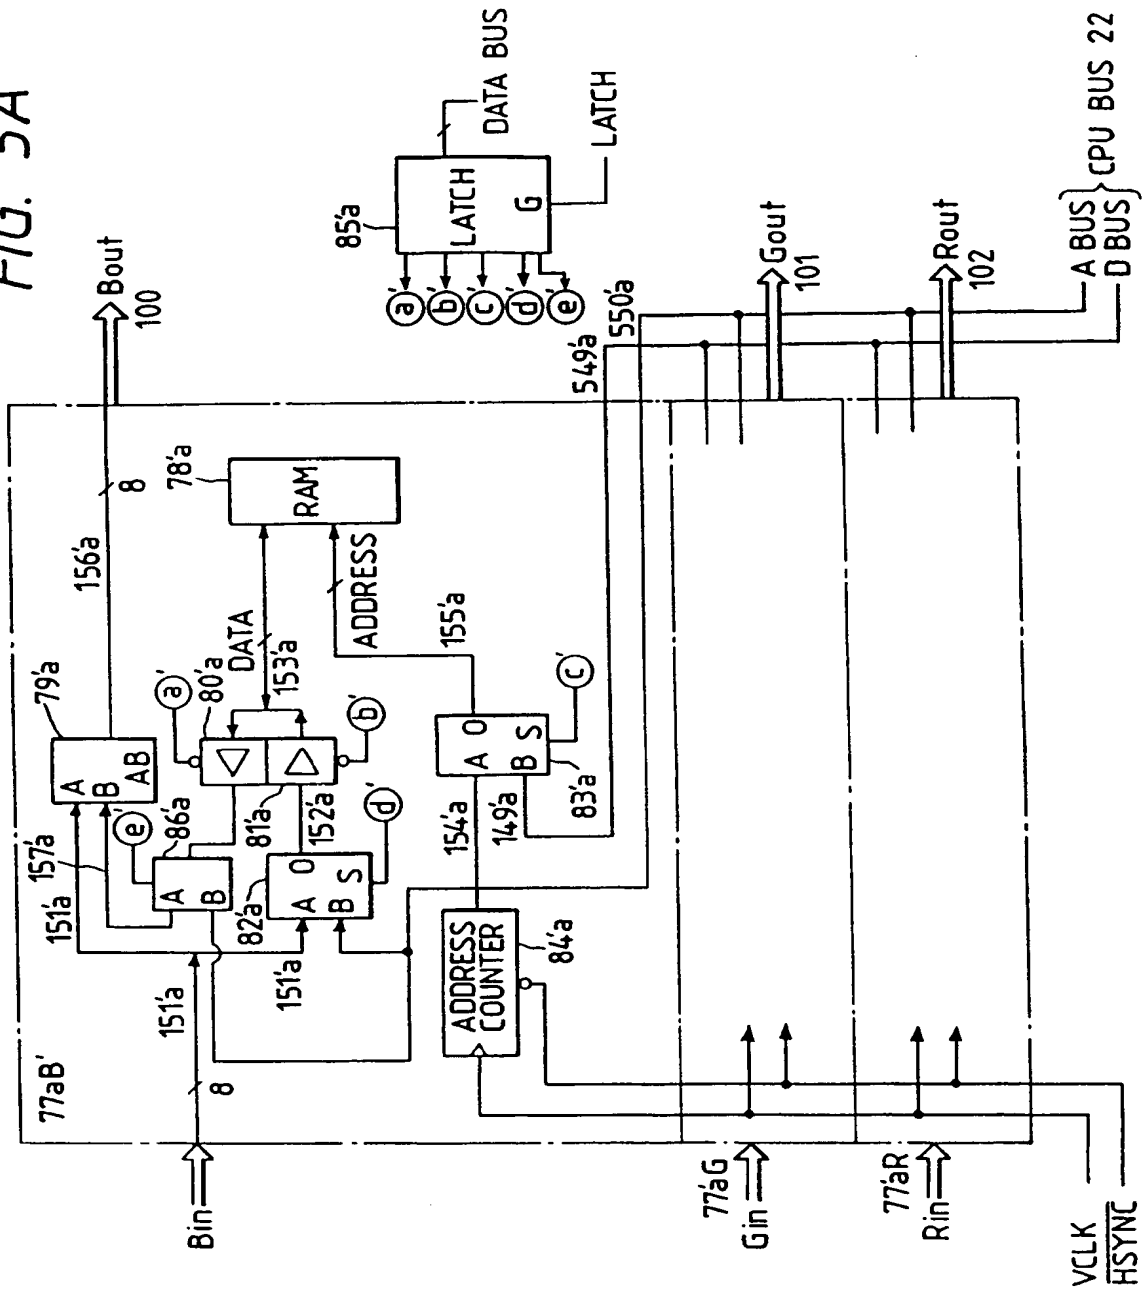 FIG. 5A
77aB'
Bin
8
151'a
151'a
157'a
e'
86'a
A
B
79'a
A
B
AB
156'a
8
Bout
100
a'
80'a
81'a
b'
DATA
153'a
78'a
RAM
ADDRESS
151'a
82'a
A
B
O
S
152'a
d'
ADDRESS
COUNTER
84'a
154'a
149'a
A
B
O
S
83'a
c'
155'a
85'a
LATCH
G
DATA BUS
LATCH
a'
b'
c'
d'
e'
549'a
550'a
77'aG
Gin
Gout
101
77'aR
Rin
Rout
102
VCLK
HSYNC
A BUS
D BUS
CPU BUS 22